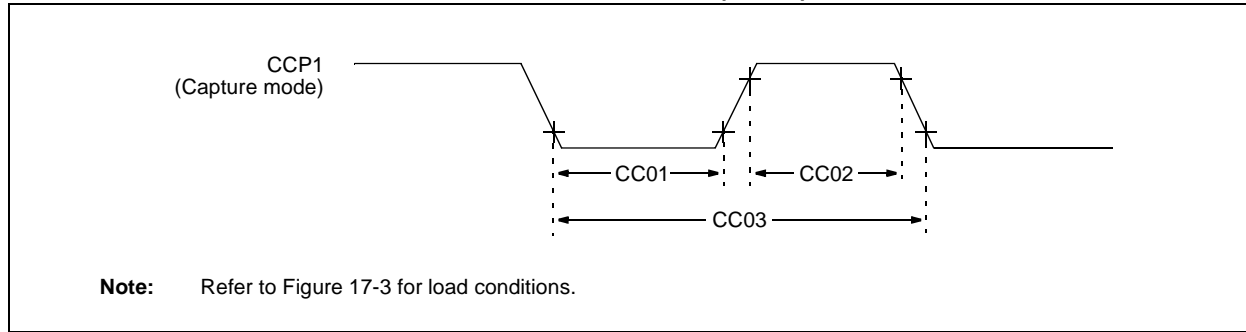 CCP1
(Capture mode)
CC01
CC02
CC03
Note: Refer to Figure 17-3 for load conditions.